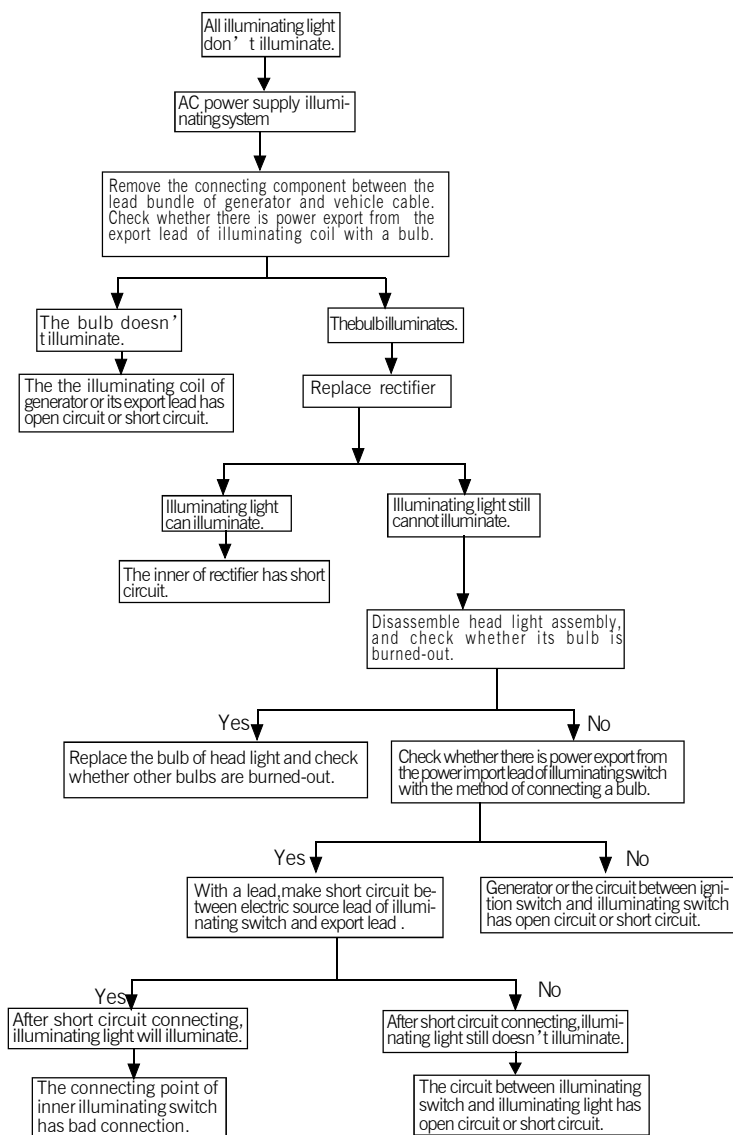 All illuminating light
don’t illuminate.
AC power supply illumi-
nating system
Remove the connecting component between the
lead bundle of generator and vehicle cable.
Check whether there is power export from the
export lead of illuminating coil with a bulb.
The bulb doesn’
t illuminate.
The bulb illuminates.
The the illuminating coil of
generator or its export lead has
open circuit or short circuit.
Replace rectifier
Illuminating light
can illuminate.
Illuminating light still
cannot illuminate.
The inner of rectifier has short
circuit.
Disassemble head light assembly,
and check whether its bulb is
burned-out.
Yes
No
Replace the bulb of head light and check
whether other bulbs are burned-out.
Check whether there is power export from
the power import lead of illuminating switch
with the method of connecting a bulb.
Yes
No
With a lead,make short circuit be-
tween electric source lead of illumi-
nating switch and export lead .
Generator or the circuit between igni-
tion switch and illuminating switch
has open circuit or short circuit.
Yes
No
After short circuit connecting,
illuminating light will illuminate.
After short circuit connecting,illumi-
nating light still doesn’t illuminate.
The connecting point of
inner illuminating switch
has bad connection.
The circuit between illuminating
switch and illuminating light has
open circuit or short circuit.